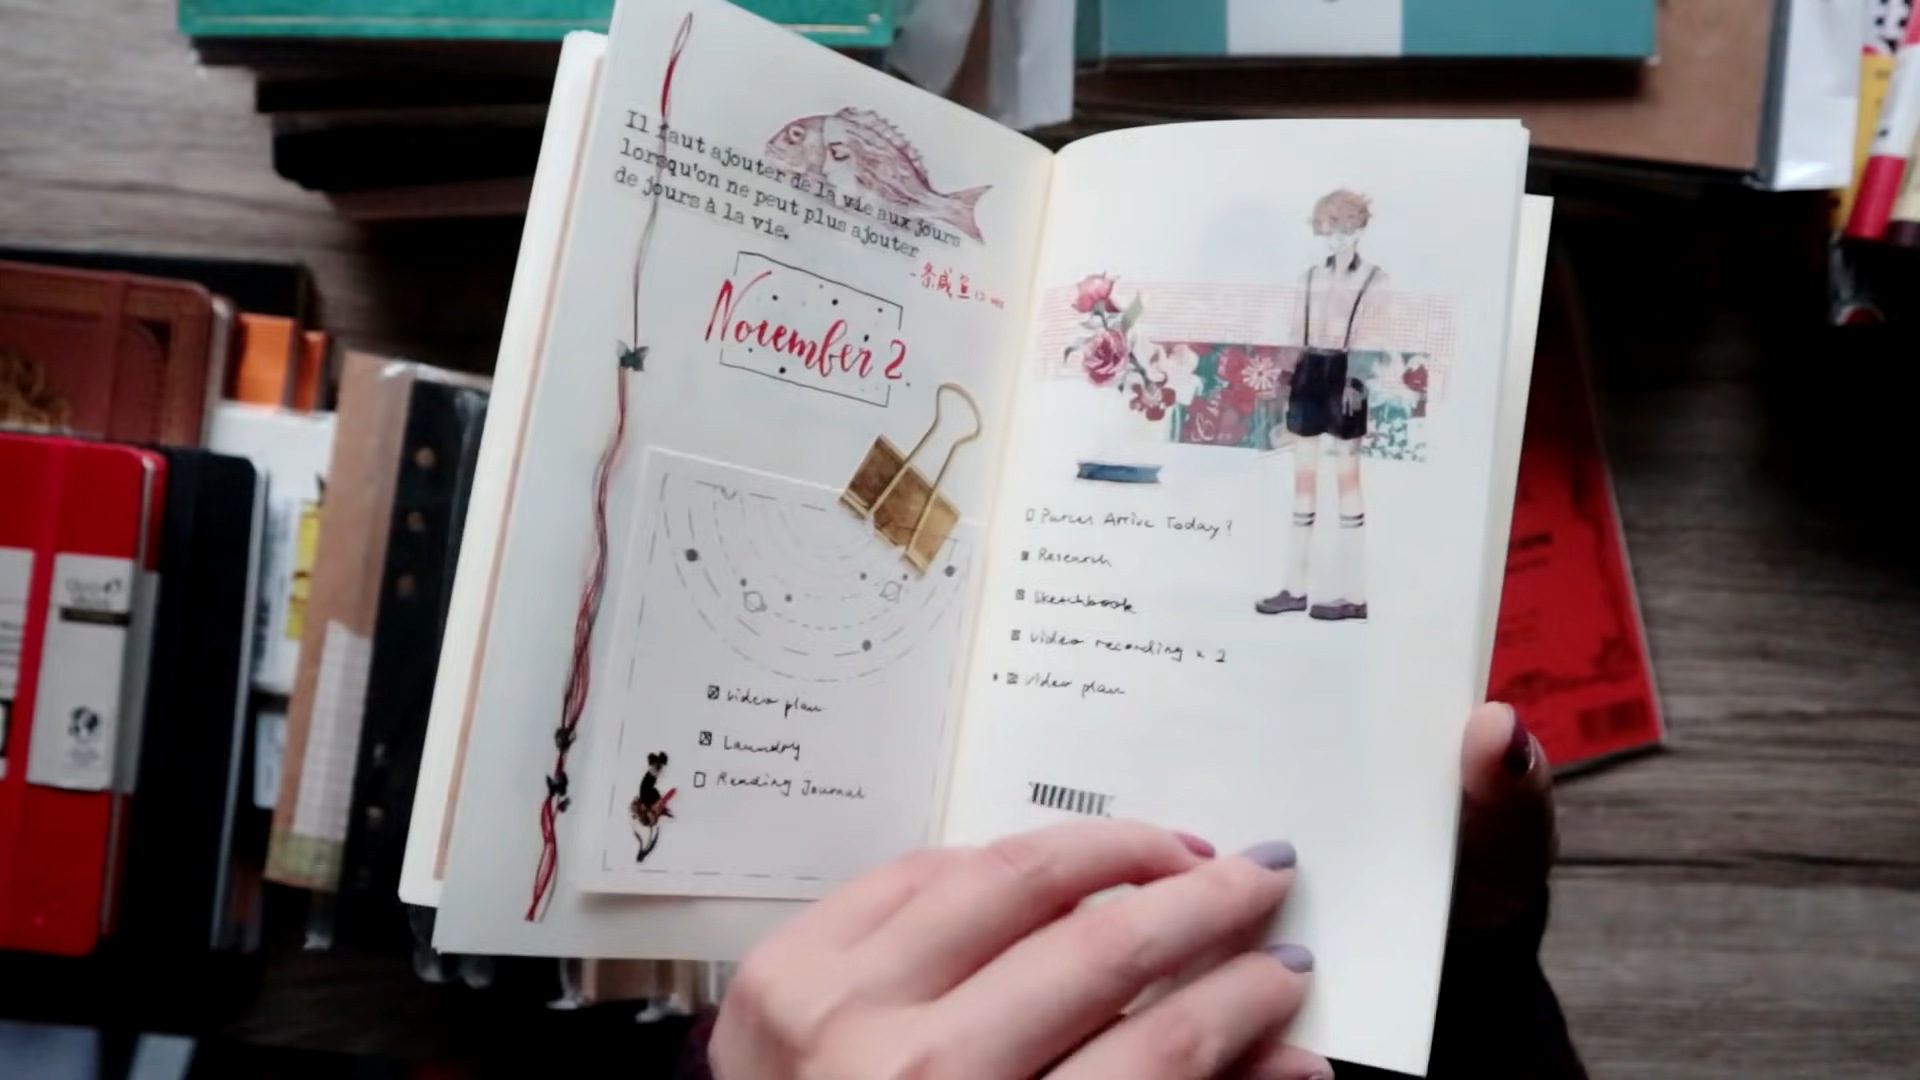 Il faut ajouter de la vie aux jours
lorsqu'on ne peut plus ajouter
de jours à la vie.
November 2.
video plan
Laundry
Reading Journal
Parcel Arrive Today?
Research
Sketchbook
video recording x 2
video plan